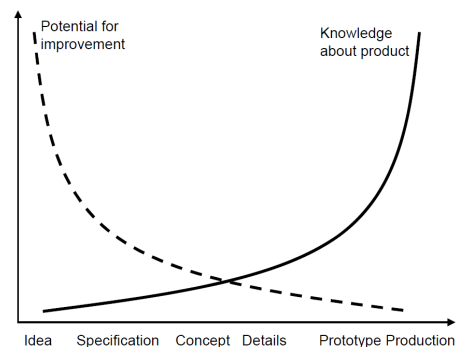 Potential for
improvement
Knowledge
about product
Idea Specification Concept Details Prototype Production